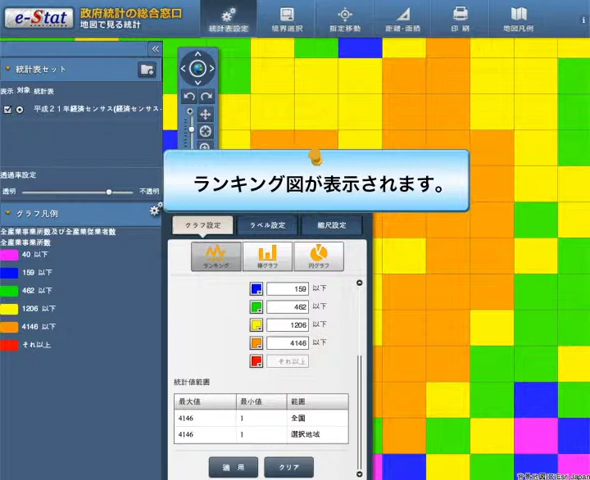 e-Stat
政府統計の総合窓口
地図で見る統計
統計表設定
境界選択
指定移動
距離・面積
印刷
地図凡例
統計表セット
表示 対象 統計表
平成21年経済センサス(経済センサス-
透過率設定
透明
不透明
グラフ凡例
全産業事業所数及び全産業従業者数
全産業事業所数
40 以下
159 以下
462 以下
1206 以下
4146 以下
それ以上
ランキング図が表示されます。
グラフ設定
ラベル設定
縮尺設定
ランキング
棒グラフ
円グラフ
159 以下
462 以下
1206 以下
4146 以下
それ以上
統計値範囲
最大値 最小値 範囲
4146 1 全国
4146 1 選択地域
適 用
クリア